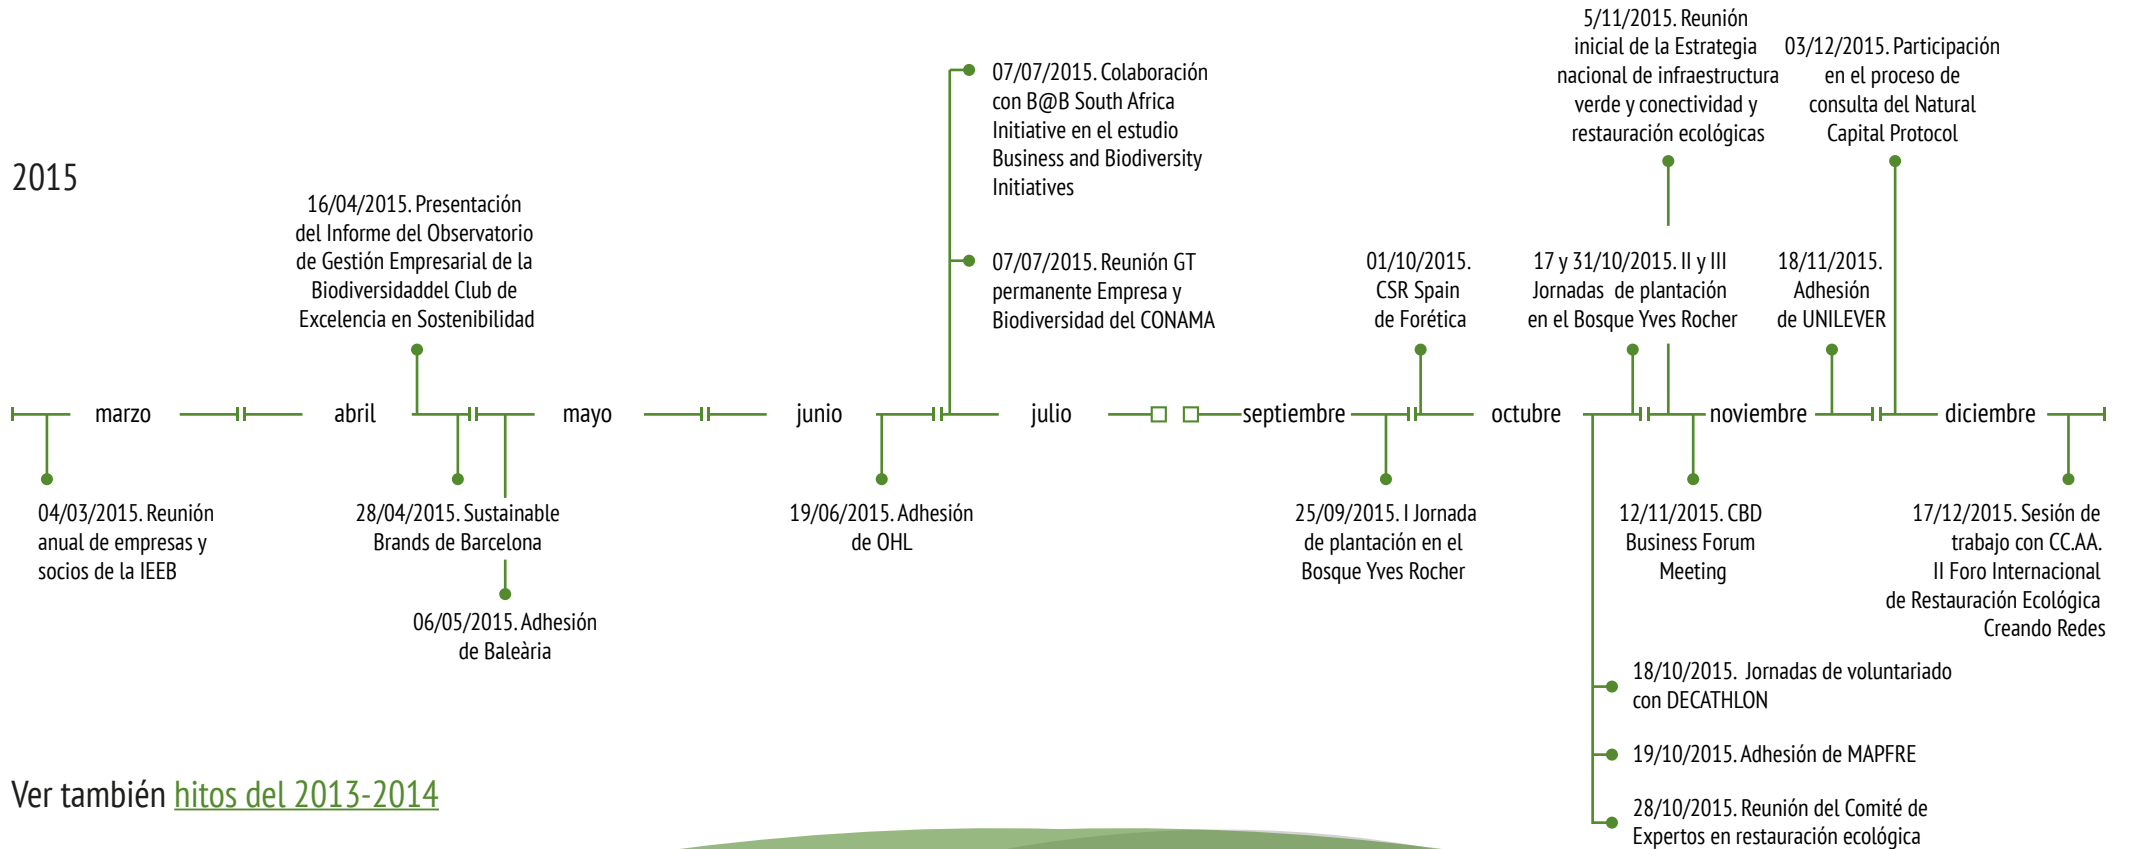 2015
16/04/2015. Presentación
del Informe del Observatorio
de Gestión Empresarial de la
Biodiversidaddel Club de
Excelencia en Sostenibilidad
07/07/2015. Colaboración
con B@B South Africa
Initiative en el estudio
Business and Biodiversity
Initiatives
07/07/2015. Reunión GT
permanente Empresa y
Biodiversidad del CONAMA
01/10/2015.
CSR Spain
de Forética
5/11/2015. Reunión
inicial de la Estrategia
nacional de infraestructura
verde y conectividad y
restauración ecológicas
17 y 31/10/2015. II y III
Jornadas de plantación
en el Bosque Yves Rocher
03/12/2015. Participación
en el proceso de
consulta del Natural
Capital Protocol
18/11/2015.
Adhesión
de UNILEVER
marzo abril mayo junio julio septiembre octubre noviembre diciembre
04/03/2015. Reunión
anual de empresas y
socios de la IEEB
28/04/2015. Sustainable
Brands de Barcelona
06/05/2015. Adhesión
de Baleària
19/06/2015. Adhesión
de OHL
25/09/2015. I Jornada
de plantación en el
Bosque Yves Rocher
12/11/2015. CBD
Business Forum
Meeting
17/12/2015. Sesión de
trabajo con CC.AA.
II Foro Internacional
de Restauración Ecológica
Creando Redes
18/10/2015. Jornadas de voluntariado
con DECATHLON
19/10/2015. Adhesión de MAPFRE
28/10/2015. Reunión del Comité de
Expertos en restauración ecológica
Ver también hitos del 2013-2014